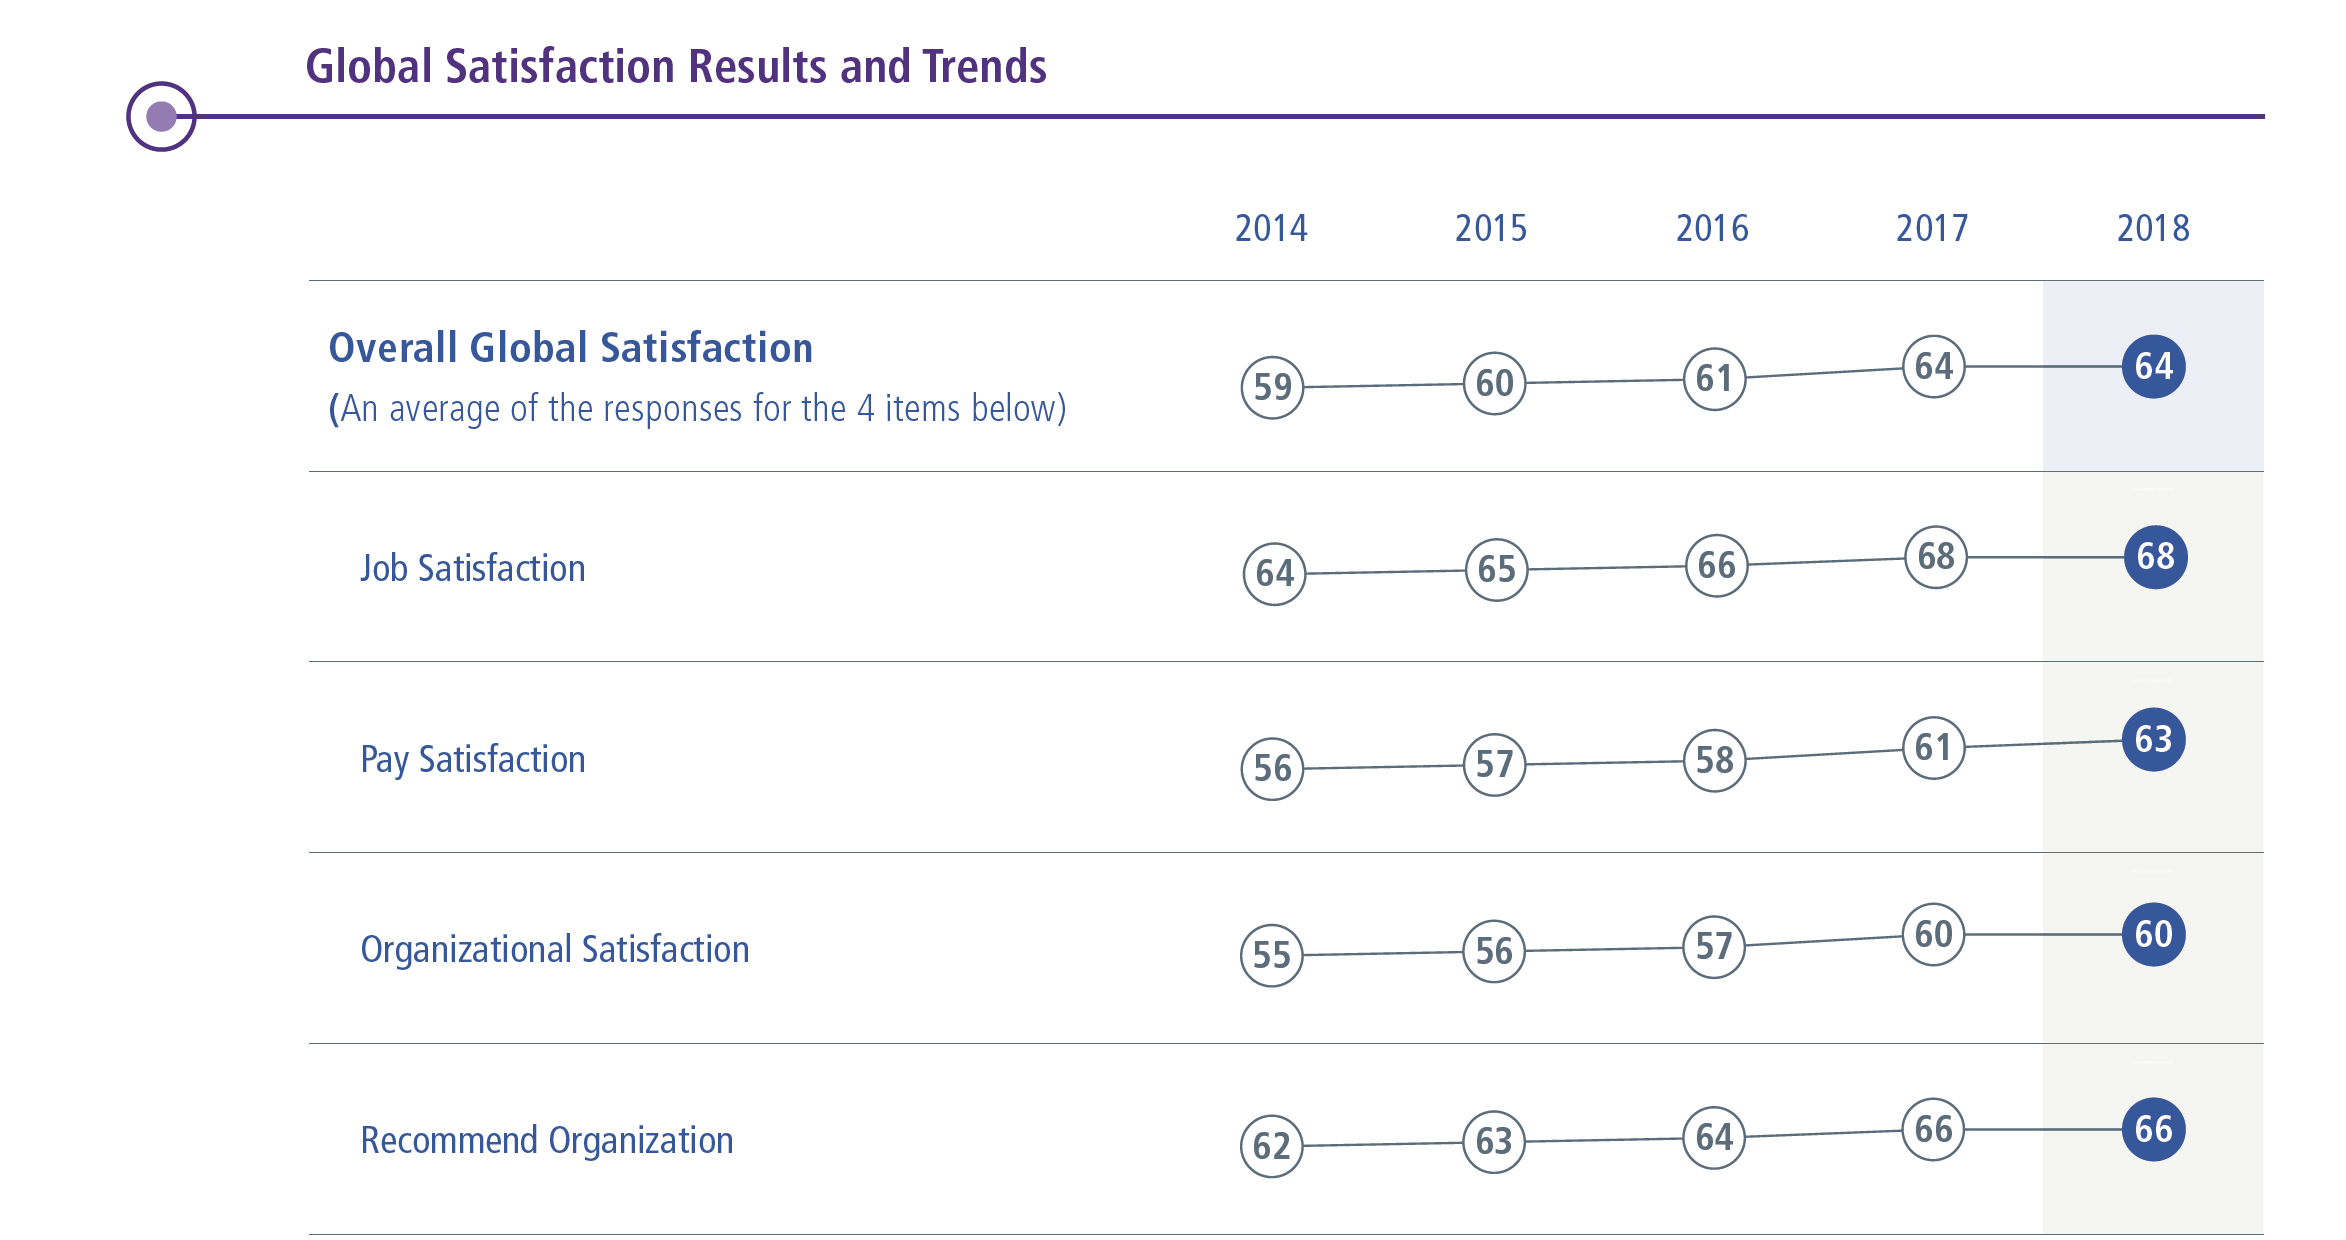 Global Satisfaction Results and Trends
2014 2015 2016 2017 2018
Overall Global Satisfaction
(An average of the responses for the 4 items below)
59 60 61 64 64
Job Satisfaction
64 65 66 68 68
Pay Satisfaction
56 57 58 61 63
Organizational Satisfaction
55 56 57 60 60
Recommend Organization
62 63 64 66 66